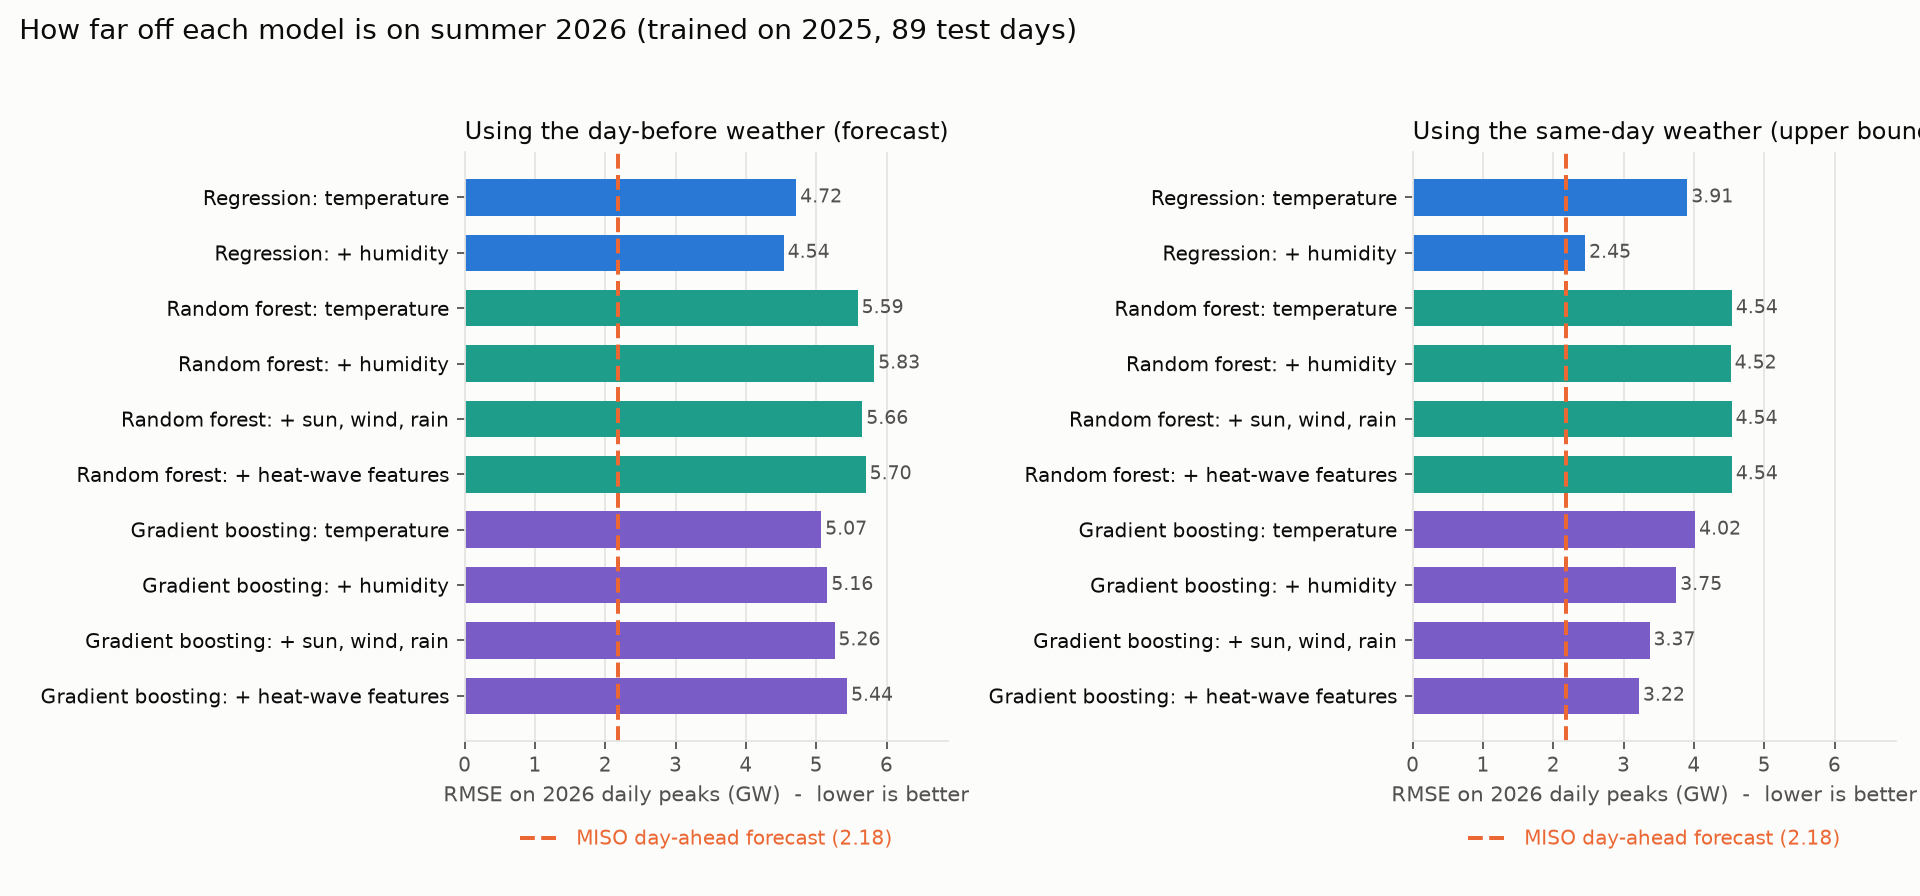 How far off each model is on summer 2026 (trained on 2025, 89 test days)
Using the day-before weather (forecast)
Regression: temperature 4.72
Regression: + humidity 4.54
Random forest: temperature 5.59
Random forest: + humidity 5.83
Random forest: + sun, wind, rain 5.66
Random forest: + heat-wave features 5.70
Gradient boosting: temperature 5.07
Gradient boosting: + humidity 5.16
Gradient boosting: + sun, wind, rain 5.26
Gradient boosting: + heat-wave features 5.44
0 1 2 3 4 5 6
RMSE on 2026 daily peaks (GW) - lower is better
MISO day-ahead forecast (2.18)
Using the same-day weather (upper boun
Regression: temperature 3.91
Regression: + humidity 2.45
Random forest: temperature 4.54
Random forest: + humidity 4.52
Random forest: + sun, wind, rain 4.54
Random forest: + heat-wave features 4.54
Gradient boosting: temperature 4.02
Gradient boosting: + humidity 3.75
Gradient boosting: + sun, wind, rain 3.37
Gradient boosting: + heat-wave features 3.22
0 1 2 3 4 5 6
RMSE on 2026 daily peaks (GW) - lower is better
MISO day-ahead forecast (2.18)